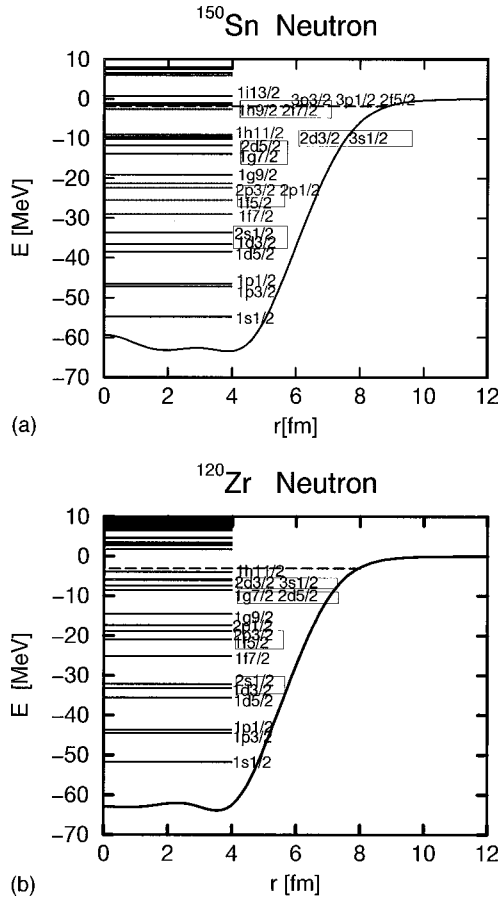 150Sn Neutron
10
0
−10
−20
−30
−40
−50
−60
−70
E [MeV]
1i13/2
3p3/2 3p1/2 2f5/2
1h9/2 2f7/2
1h11/2
2d3/2 3s1/2
2d5/2
1g7/2
1g9/2
2p3/2 2p1/2
1f5/2
1f7/2
2s1/2
1d3/2
1d5/2
1p1/2
1p3/2
1s1/2
0 2 4 6 8 10 12
r[fm]
(a)
120Zr Neutron
10
0
−10
−20
−30
−40
−50
−60
−70
E [MeV]
1h11/2
2d3/2 3s1/2
1g7/2 2d5/2
1g9/2
2p1/2
2p3/2
1f5/2
1f7/2
2s1/2
1d3/2
1d5/2
1p1/2
1p3/2
1s1/2
0 2 4 6 8 10 12
r [fm]
(b)